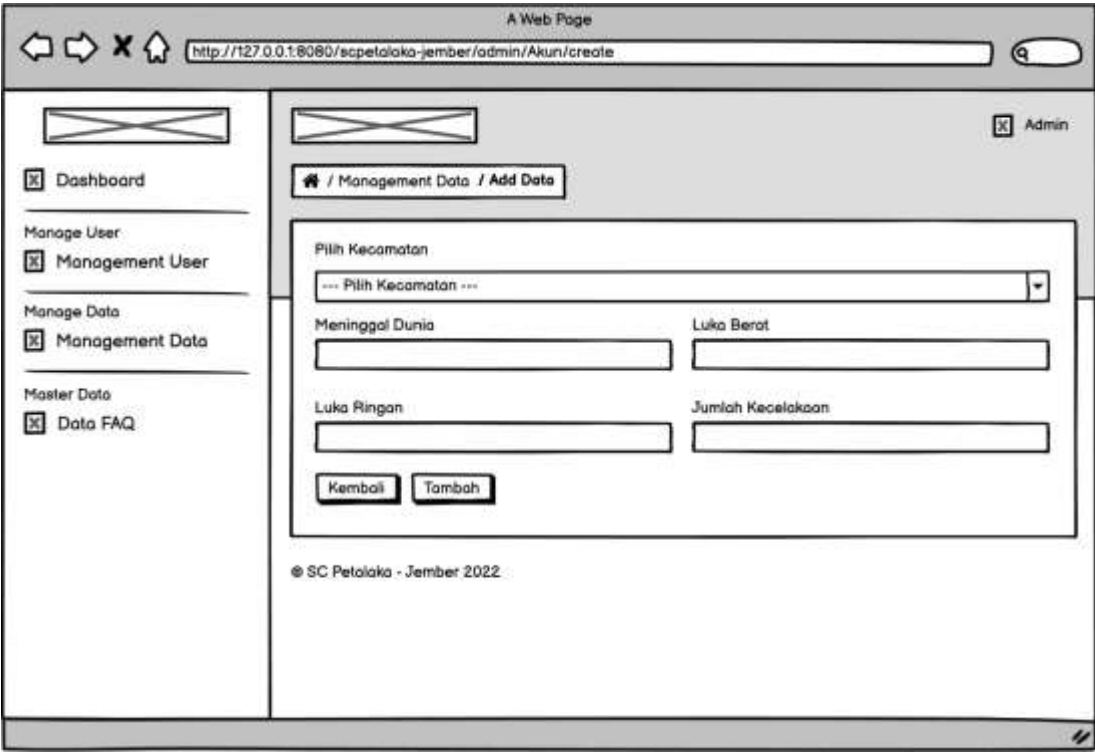 A Web Page
http://127.0.0.1:8080/scpetalaka-jember/admin/Akun/create
Admin
Dashboard
/ Management Data / Add Data
Manage User
Management User
Manage Data
Management Data
Master Data
Data FAQ
Pilih Kecamatan
--- Pilih Kecamatan ---
Meninggal Dunia
Luka Berat
Luka Ringan
Jumlah Kecelakaan
Kembali
Tambah
© SC Petalaka - Jember 2022